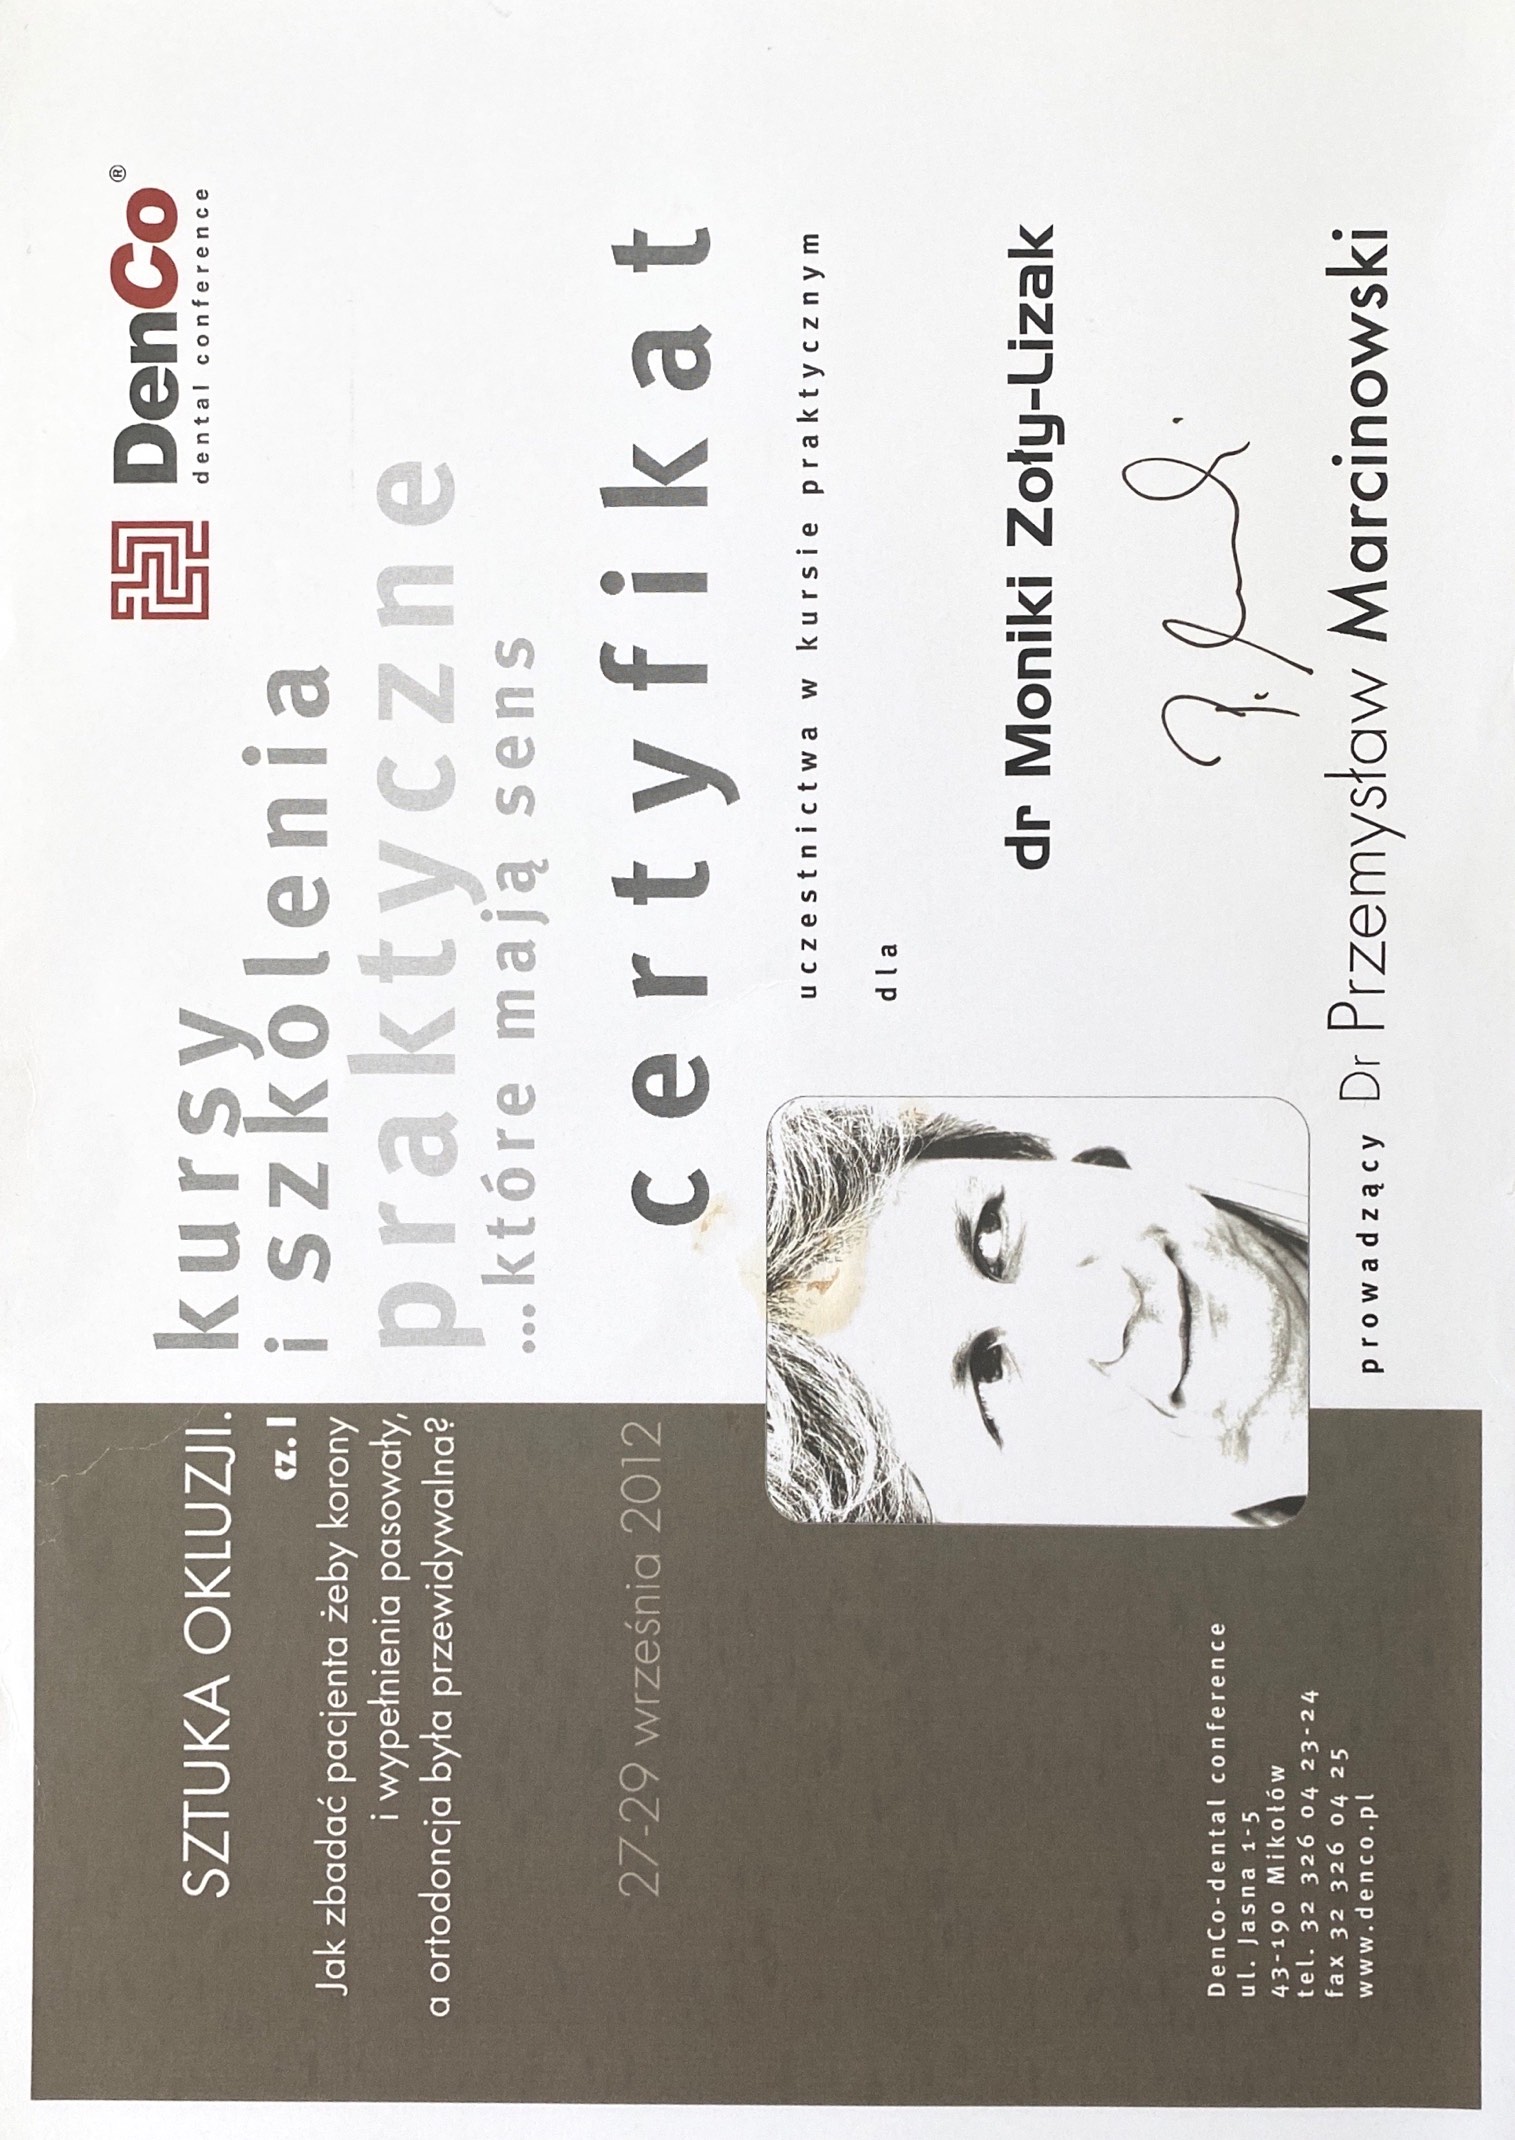 SZTUKA OKLUZJI.
cz. I
Jak zbadać pacjenta żeby korony
i wypełnienia pasowały,
a ortodoncja była przewidywalna?
27-29 września 2012
DenCo-dental conference
ul. Jasna 1-5
43-190 Mikołów
tel. 32 326 04 23-24
fax 32 326 04 25
www.denco.pl
DenCo®
dental conference
kursy
i szkolenia
praktyczne
...które mają sens
certyfikat
uczestnictwa w kursie praktycznym
dla
dr Moniki Zoły-Lizak
prowadzący Dr Przemysław Marcinowski